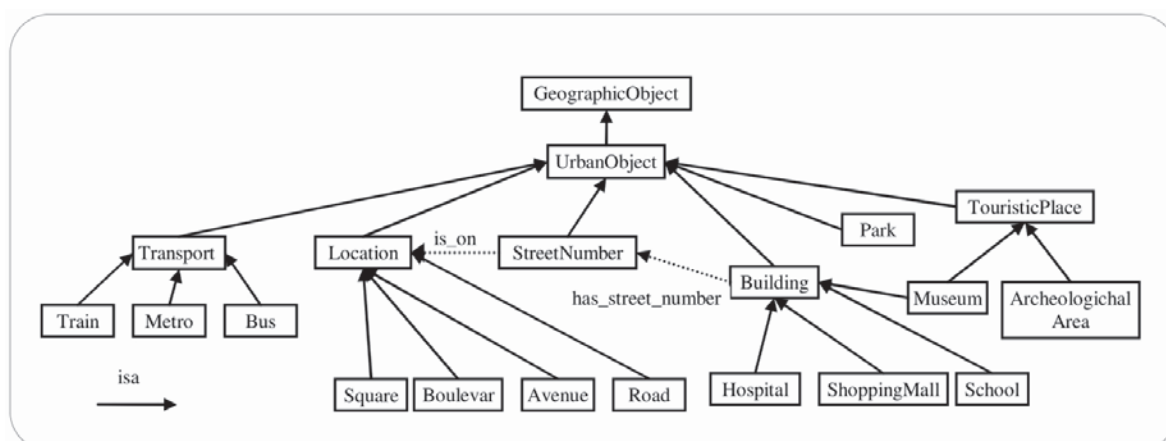 GeographicObject
UrbanObject
TouristicPlace
Park
Transport
Location
is_on
StreetNumber
Building
has_street_number
Museum
Archeologichal
Area
Train
Metro
Bus
isa
Square
Boulevar
Avenue
Road
Hospital
ShoppingMall
School